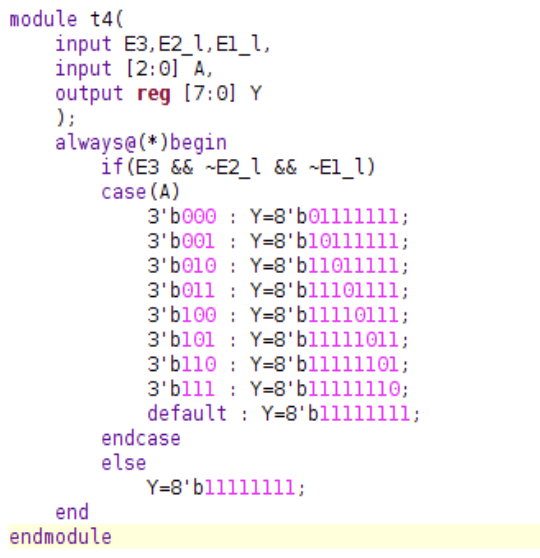 module t4(
    input E3,E2_l,E1_l,
    input [2:0] A,
    output reg [7:0] Y
    );
    always@(*)begin
        if(E3 && ~E2_l && ~E1_l)
        case(A)
            3'b000 : Y=8'b01111111;
            3'b001 : Y=8'b10111111;
            3'b010 : Y=8'b11011111;
            3'b011 : Y=8'b11101111;
            3'b100 : Y=8'b11110111;
            3'b101 : Y=8'b11111011;
            3'b110 : Y=8'b11111101;
            3'b111 : Y=8'b11111110;
            default : Y=8'b11111111;
        endcase
        else
            Y=8'b11111111;
    end
endmodule